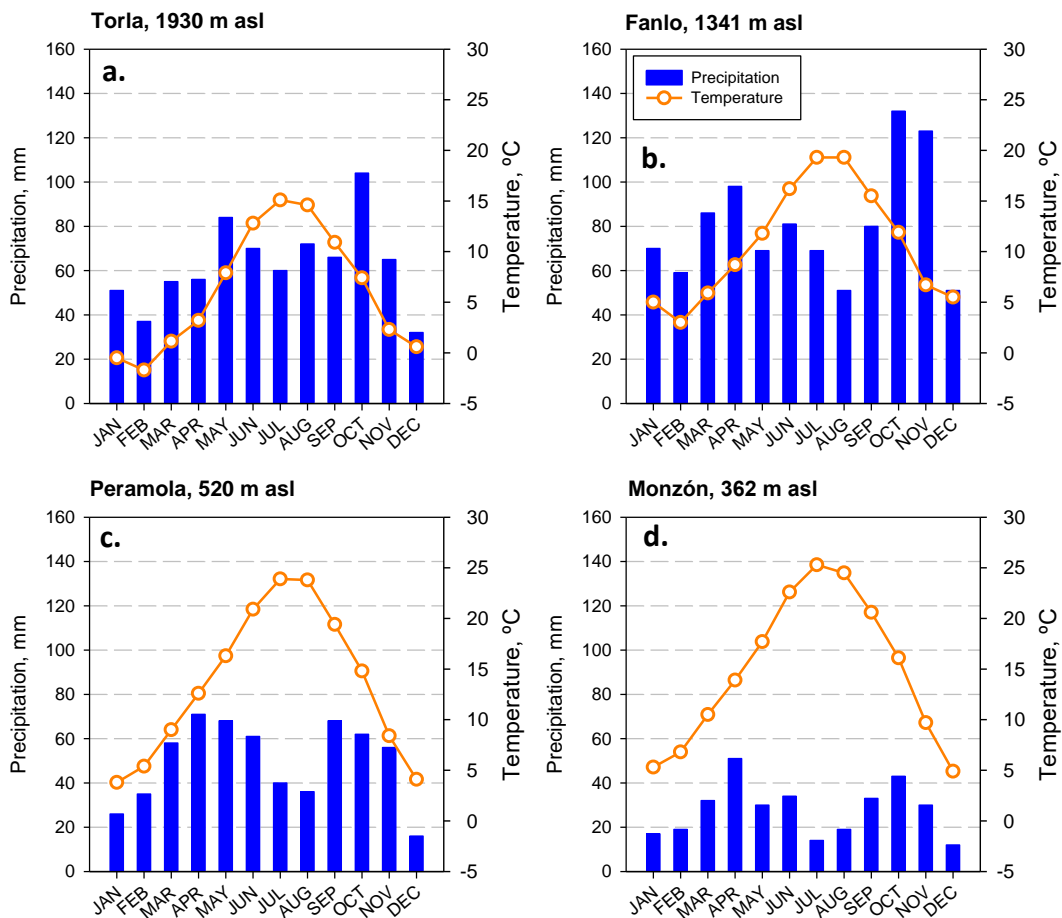 Torla, 1930 m asl
a.
160
140
120
100
80
60
40
20
0
Precipitation, mm
30
25
20
15
10
5
0
-5
Temperature, ºC
JAN
FEB
MAR
APR
MAY
JUN
JUL
AUG
SEP
OCT
NOV
DEC
Fanlo, 1341 m asl
Precipitation
Temperature
b.
160
140
120
100
80
60
40
20
0
Precipitation, mm
30
25
20
15
10
5
0
-5
Temperature, ºC
JAN
FEB
MAR
APR
MAY
JUN
JUL
AUG
SEP
OCT
NOV
DEC
Peramola, 520 m asl
c.
160
140
120
100
80
60
40
20
0
Precipitation, mm
30
25
20
15
10
5
0
-5
Temperature, ºC
JAN
FEB
MAR
APR
MAY
JUN
JUL
AUG
SEP
OCT
NOV
DEC
Monzón, 362 m asl
d.
160
140
120
100
80
60
40
20
0
Precipitation, mm
30
25
20
15
10
5
0
-5
Temperature, ºC
JAN
FEB
MAR
APR
MAY
JUN
JUL
AUG
SEP
OCT
NOV
DEC